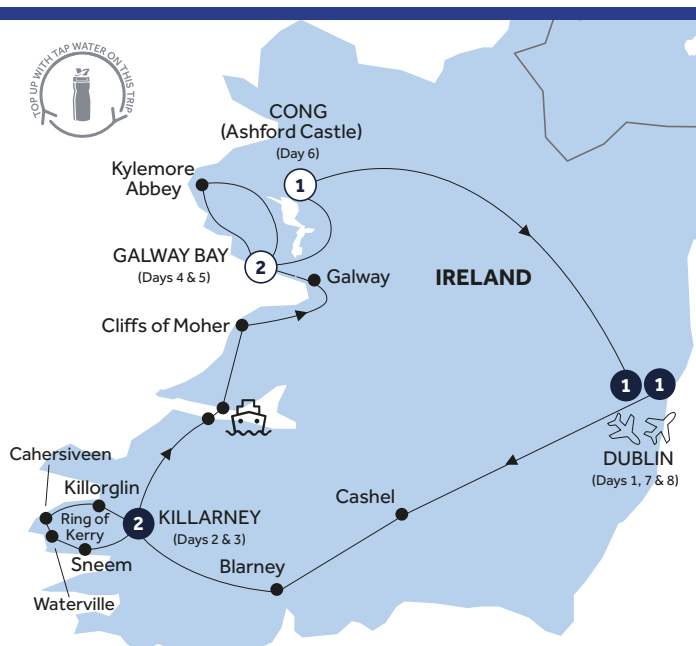 TOP UP WITH TAP WATER ON THIS TRIP
CONG
(Ashford Castle)
(Day 6)
1
Kylemore
Abbey
GALWAY BAY
(Days 4 & 5)
2
Galway
IRELAND
Cliffs of Moher
1
1
DUBLIN
(Days 1, 7 & 8)
Cahersiveen
Killorglin
Ring of
Kerry
2
KILLARNEY
(Days 2 & 3)
Cashel
Sneem
Blarney
Waterville